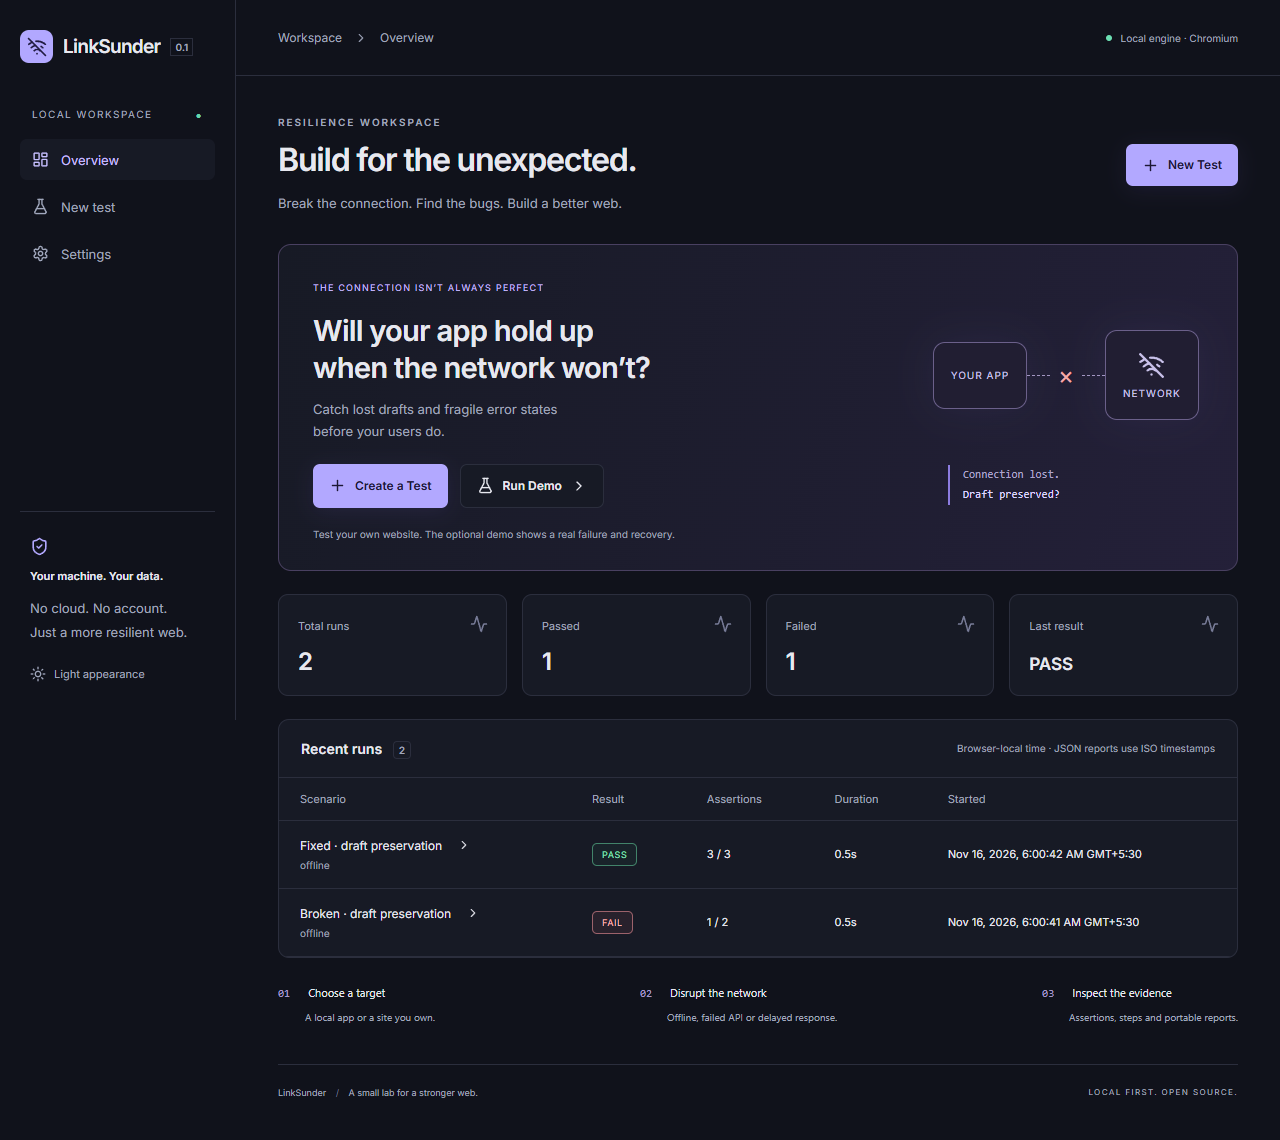 LinkSunder 0.1
LOCAL WORKSPACE
Overview
New test
Settings
Your machine. Your data.
No cloud. No account.
Just a more resilient web.
Light appearance
Workspace > Overview
Local engine · Chromium
RESILIENCE WORKSPACE
Build for the unexpected.
Break the connection. Find the bugs. Build a better web.
New Test
THE CONNECTION ISN’T ALWAYS PERFECT
Will your app hold up
when the network won’t?
Catch lost drafts and fragile error states
before your users do.
Create a Test
Run Demo
Test your own website. The optional demo shows a real failure and recovery.
YOUR APP
NETWORK
Connection lost.
Draft preserved?
Total runs
2
Passed
1
Failed
1
Last result
PASS
Recent runs 2
Browser-local time · JSON reports use ISO timestamps
Scenario Result Assertions Duration Started
Fixed · draft preservation
offline
PASS 3 / 3 0.5s Nov 16, 2026, 6:00:42 AM GMT+5:30
Broken · draft preservation
offline
FAIL 1 / 2 0.5s Nov 16, 2026, 6:00:41 AM GMT+5:30
01 Choose a target
A local app or a site you own.
02 Disrupt the network
Offline, failed API or delayed response.
03 Inspect the evidence
Assertions, steps and portable reports.
LinkSunder / A small lab for a stronger web.
LOCAL FIRST. OPEN SOURCE.